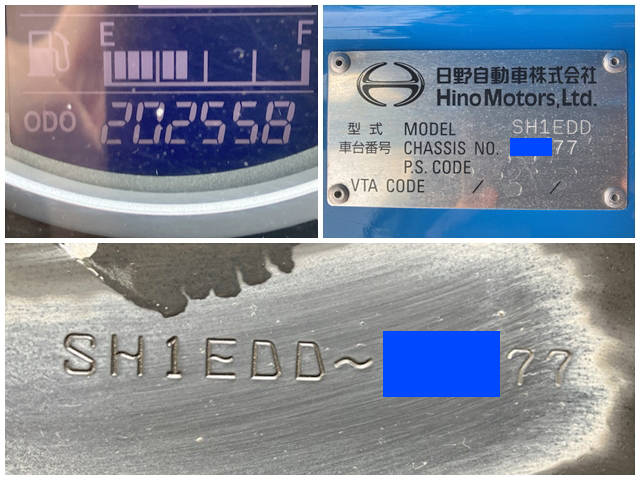 E F
ODO 202558
日野自動車株式会社
Hino Motors, Ltd.
型式 MODEL SH1EDD
車台番号 CHASSIS NO. 77
P.S. CODE
VTA CODE / /
SH1EDD~ 77